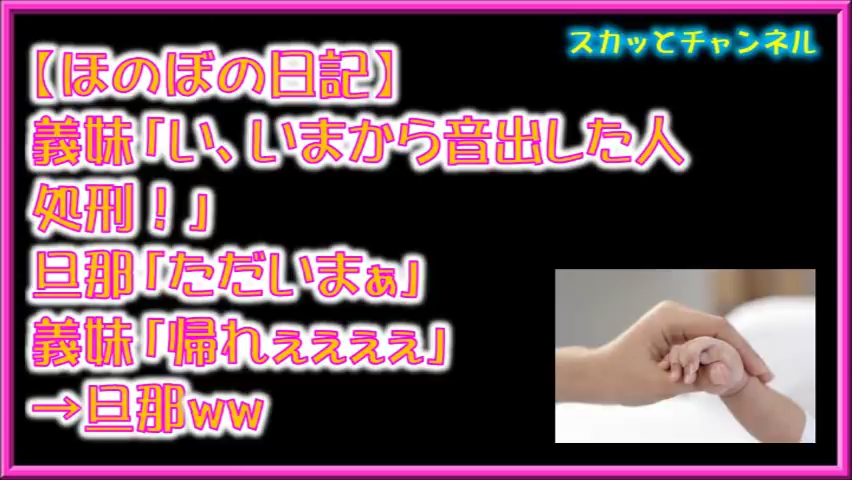 スカッとチャンネル
【ほのぼの日記】
義妹「い、いまから音出した人
処刑！」
旦那「ただいまぁ」
義妹「帰れぇぇぇぇ」
→旦那ww